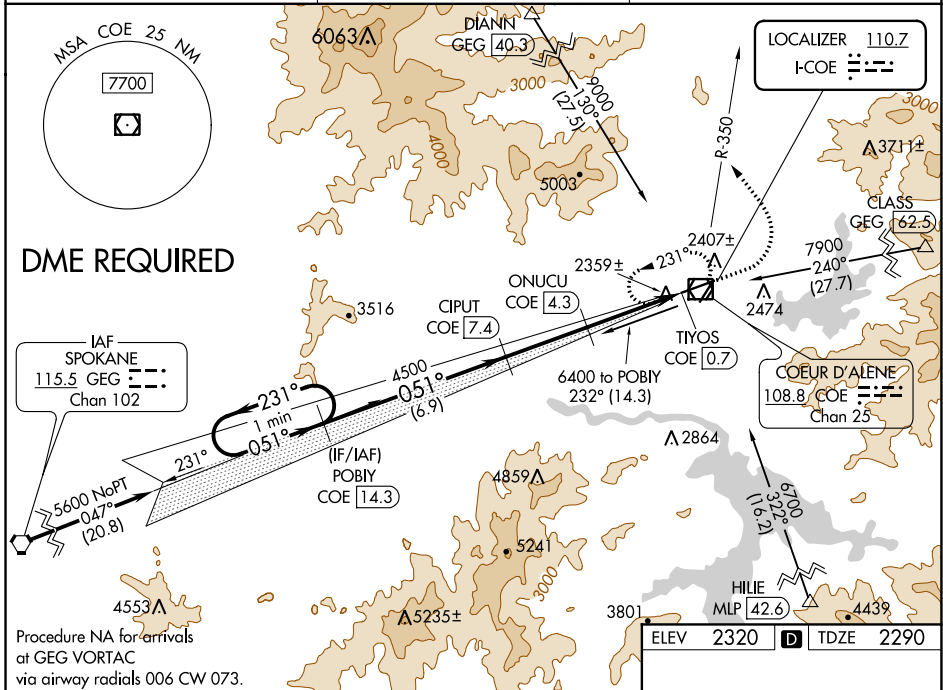 MSA COE 25 NM
7700
6063
DIANN
GEG 40.3
9000
130°
(27.5)
3000
4000
5003
R-350
LOCALIZER 110.7
I-COE
3000
3711±
CLASS
GEG 62.5
7900
240°
(27.7)
2407±
231°
2359±
2474
DME REQUIRED
3516
ONUCU
COE 4.3
CIPUT
COE 7.4
TIYOS
COE 0.7
IAF
SPOKANE
115.5 GEG
Chan 102
COEUR D'ALENE
108.8 COE
Chan 25
4500
051°
(6.9)
6400 to POBIY
232° (14.3)
231°
1 min
051°
231°
(IF/IAF)
POBIY
COE 14.3
5600 NoPT
047°
(20.8)
2864
4859
5241
3000
6700
322°
(16.2)
HILIE
MLP 42.6
4553
5235±
3801
4439
Procedure NA for arrivals
at GEG VORTAC
via airway radials 006 CW 073.
ELEV 2320 D TDZE 2290